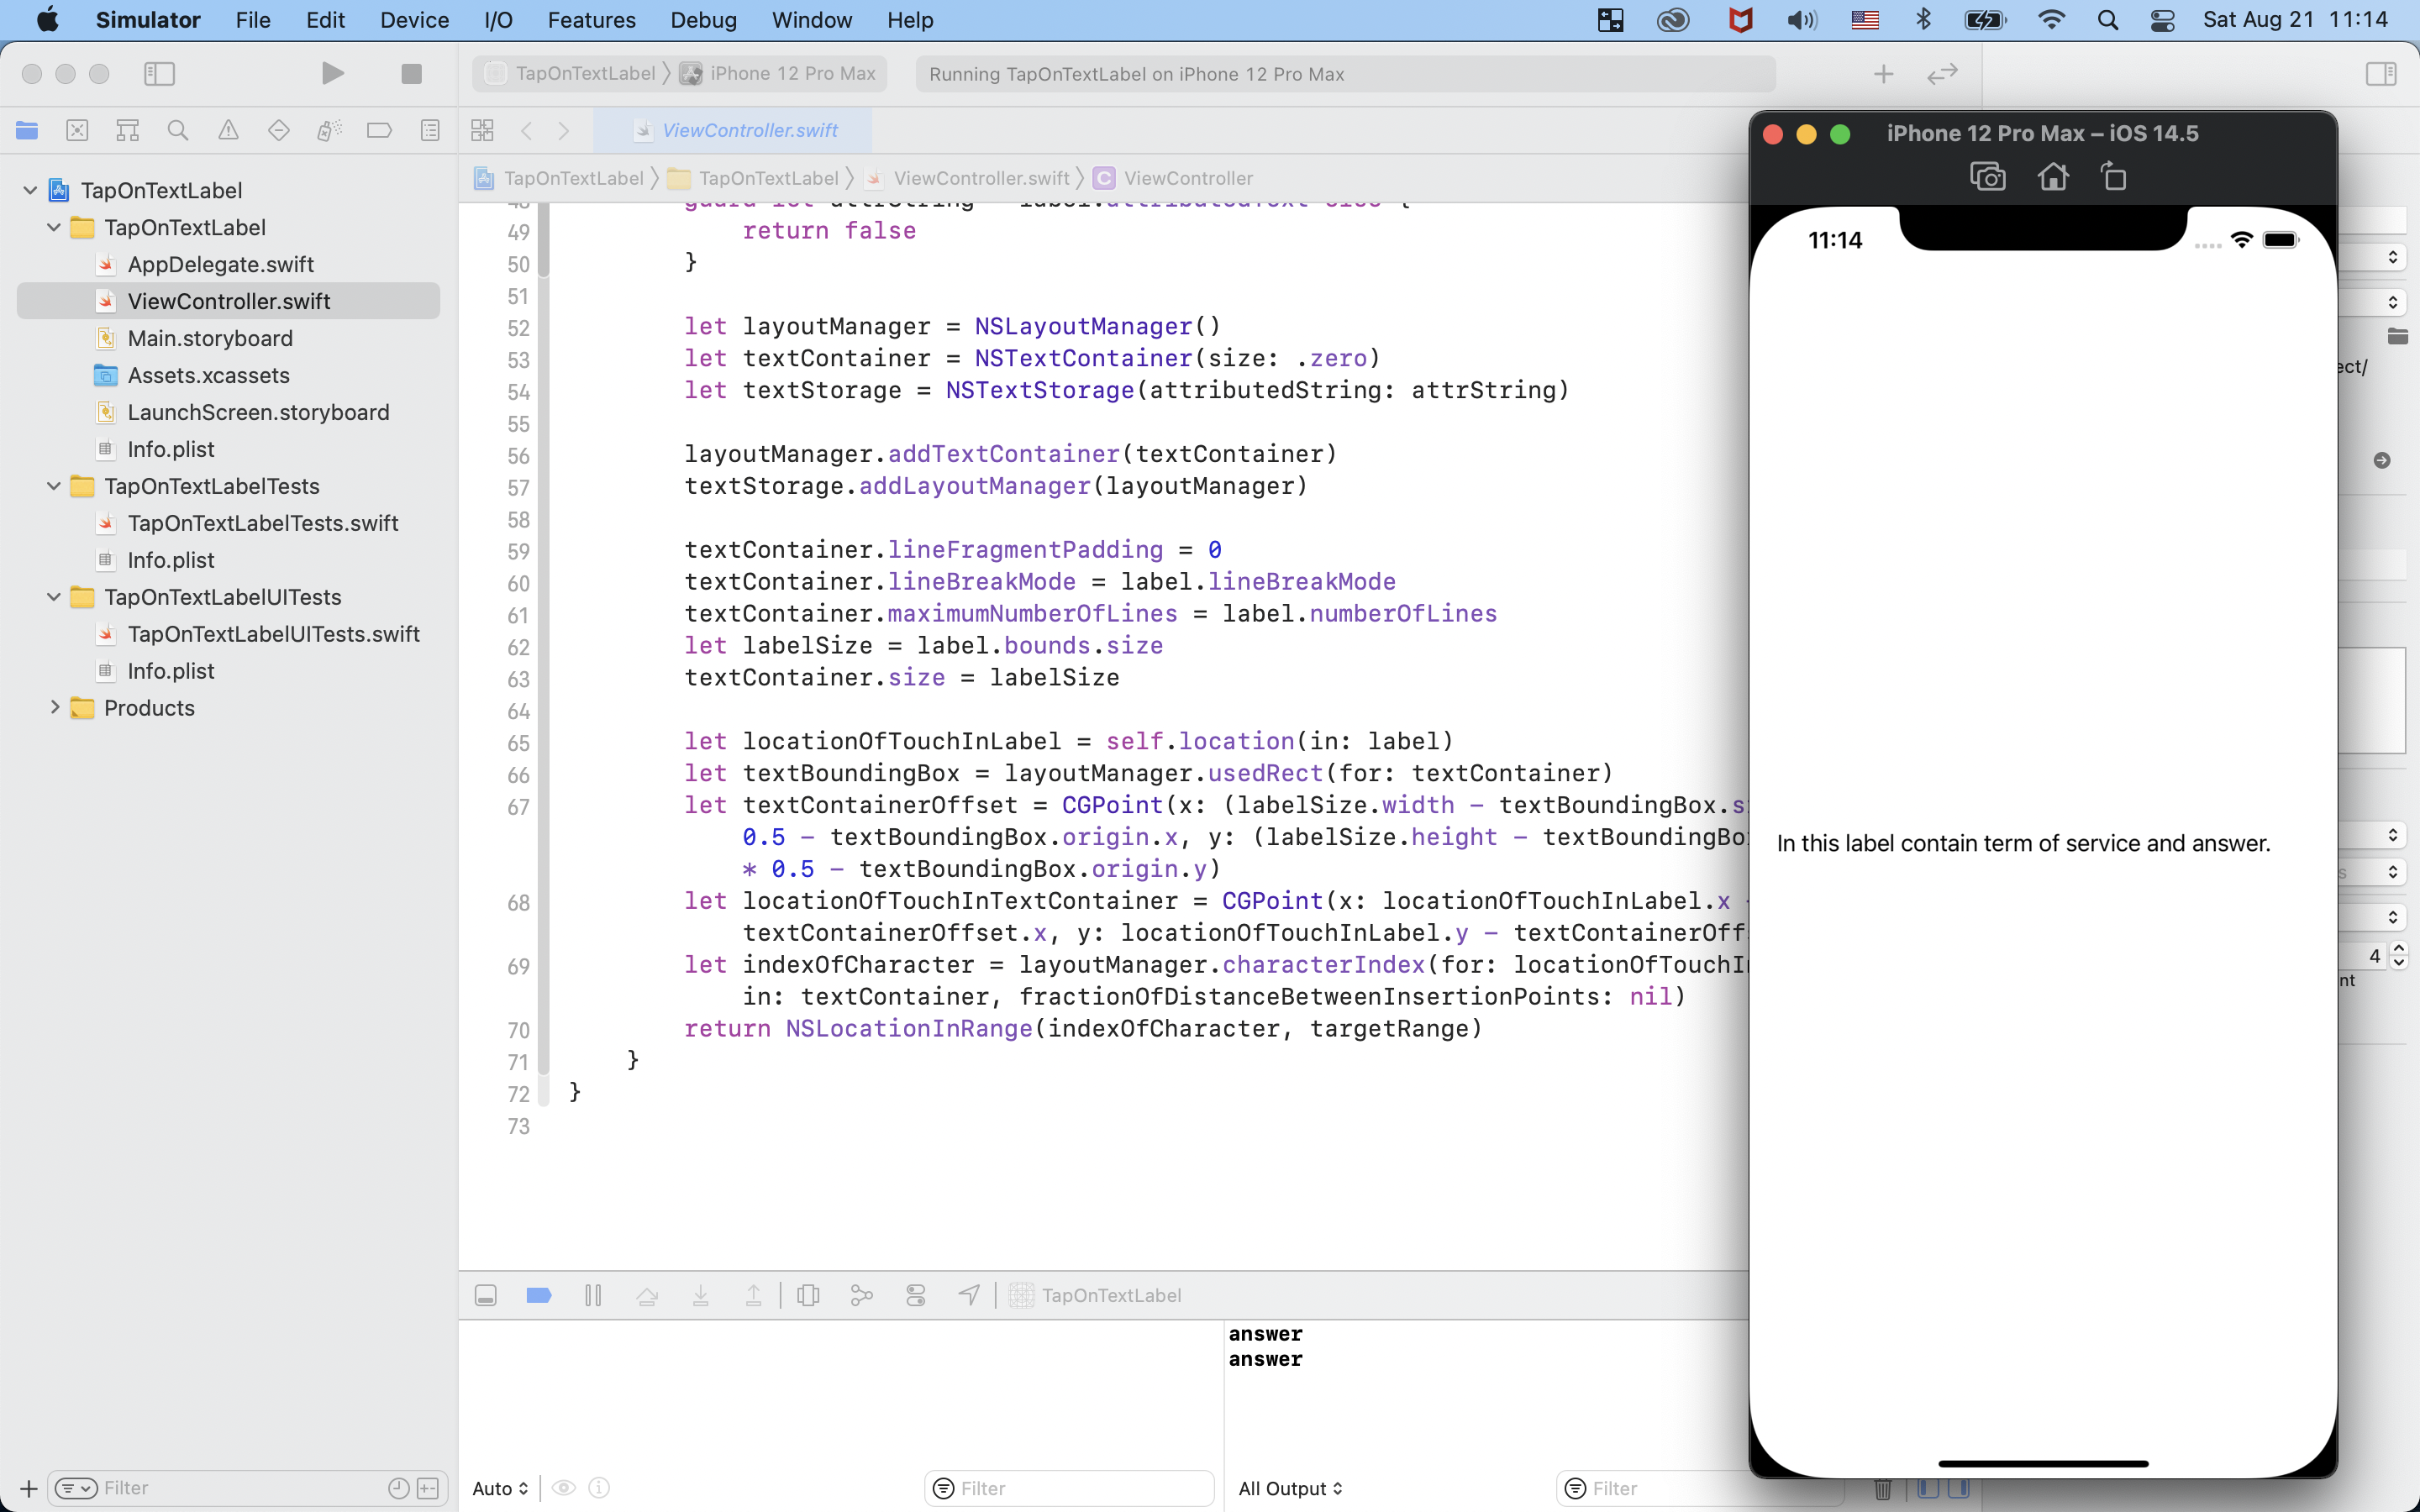 Simulator File Edit Device I/O Features Debug Window Help Sat Aug 21 11:14
TapOnTextLabel iPhone 12 Pro Max Running TapOnTextLabel on iPhone 12 Pro Max
ViewController.swift
TapOnTextLabel TapOnTextLabel ViewController.swift C ViewController
TapOnTextLabel
TapOnTextLabel
AppDelegate.swift
ViewController.swift
Main.storyboard
Assets.xcassets
LaunchScreen.storyboard
Info.plist
TapOnTextLabelTests
TapOnTextLabelTests.swift
Info.plist
TapOnTextLabelUITests
TapOnTextLabelUITests.swift
Info.plist
Products
Filter
48 guard let attrString = label.attributedText else {
49 return false
50 }
51
52 let layoutManager = NSLayoutManager()
53 let textContainer = NSTextContainer(size: .zero)
54 let textStorage = NSTextStorage(attributedString: attrString)
55
56 layoutManager.addTextContainer(textContainer)
57 textStorage.addLayoutManager(layoutManager)
58
59 textContainer.lineFragmentPadding = 0
60 textContainer.lineBreakMode = label.lineBreakMode
61 textContainer.maximumNumberOfLines = label.numberOfLines
62 let labelSize = label.bounds.size
63 textContainer.size = labelSize
64
65 let locationOfTouchInLabel = self.location(in: label)
66 let textBoundingBox = layoutManager.usedRect(for: textContainer)
67 let textContainerOffset = CGPoint(x: (labelSize.width - textBoundingBox.s
0.5 - textBoundingBox.origin.x, y: (labelSize.height - textBoundingBo
* 0.5 - textBoundingBox.origin.y)
68 let locationOfTouchInTextContainer = CGPoint(x: locationOfTouchInLabel.x -
textContainerOffset.x, y: locationOfTouchInLabel.y - textContainerOff
69 let indexOfCharacter = layoutManager.characterIndex(for: locationOfTouchI
in: textContainer, fractionOfDistanceBetweenInsertionPoints: nil)
70 return NSLocationInRange(indexOfCharacter, targetRange)
71 }
72 }
73
TapOnTextLabel
answer
answer
Auto Filter All Output Filter
iPhone 12 Pro Max – iOS 14.5
11:14
In this label contain term of service and answer.
ect/
s
4
nt